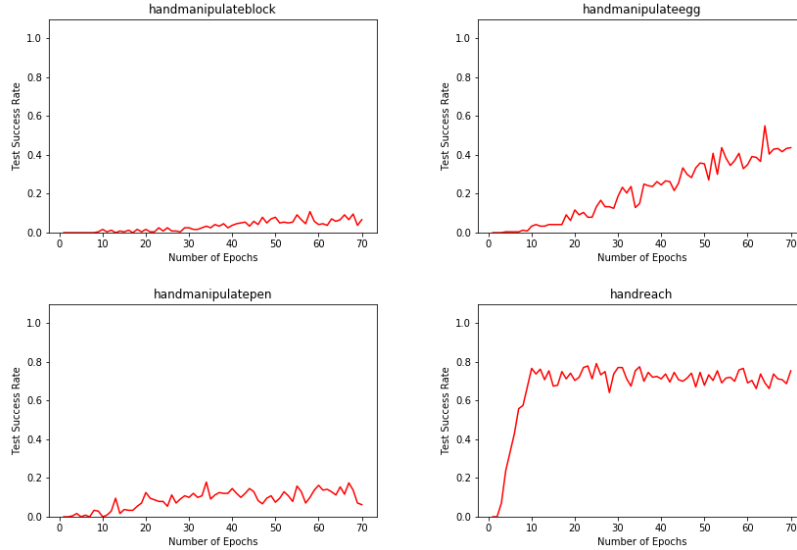 handmanipulateblock
1.0
0.8
0.6
0.4
0.2
0.0
Test Success Rate
0 10 20 30 40 50 60 70
Number of Epochs
handmanipulateegg
1.0
0.8
0.6
0.4
0.2
0.0
Test Success Rate
0 10 20 30 40 50 60 70
Number of Epochs
handmanipulatepen
1.0
0.8
0.6
0.4
0.2
0.0
Test Success Rate
0 10 20 30 40 50 60 70
Number of Epochs
handreach
1.0
0.8
0.6
0.4
0.2
0.0
Test Success Rate
0 10 20 30 40 50 60 70
Number of Epochs